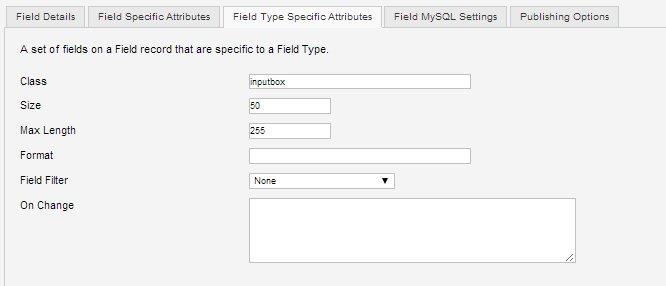 Field Details Field Specific Attributes Field Type Specific Attributes Field MySQL Settings Publishing Options
A set of fields on a Field record that are specific to a Field Type.
Class inputbox
Size 50
Max Length 255
Format
Field Filter None
On Change